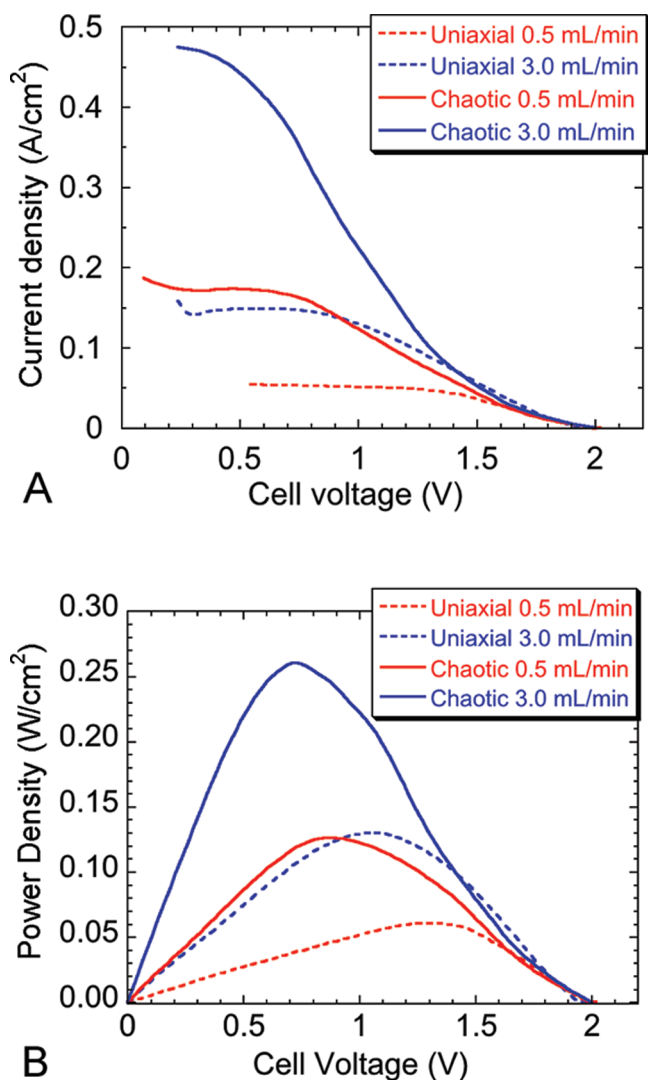 0.5
0.4
0.3
0.2
0.1
0
Current density (A/cm²)
Uniaxial 0.5 mL/min
Uniaxial 3.0 mL/min
Chaotic 0.5 mL/min
Chaotic 3.0 mL/min
0 0.5 1 1.5 2
Cell voltage (V)
A
0.30
0.25
0.20
0.15
0.10
0.05
0.00
Power Density (W/cm²)
Uniaxial 0.5 mL/min
Uniaxial 3.0 mL/min
Chaotic 0.5 mL/min
Chaotic 3.0 mL/min
0 0.5 1 1.5 2
Cell Voltage (V)
B